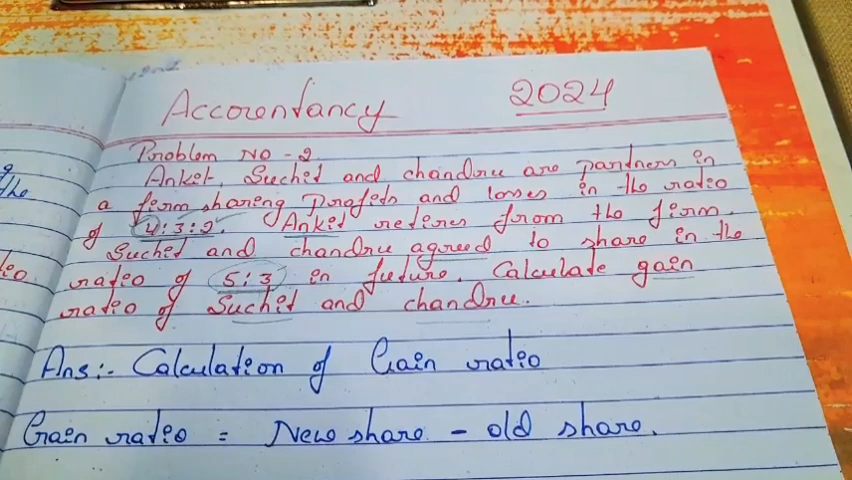 Accorentancy 2024
Problem No - 2
Anket, Suchet and chandru are partners in
a firm sharing Profets and losses in the ratio
of 4:3:2. Anket retires from the firm.
Suchet and chandru agreed to share in the
ratio of 5:3 in future. Calculate gain
ratio of Suchet and chandru.
Ans:- Calculation of Gain ratio
Gain ratio = New share - old share.
the